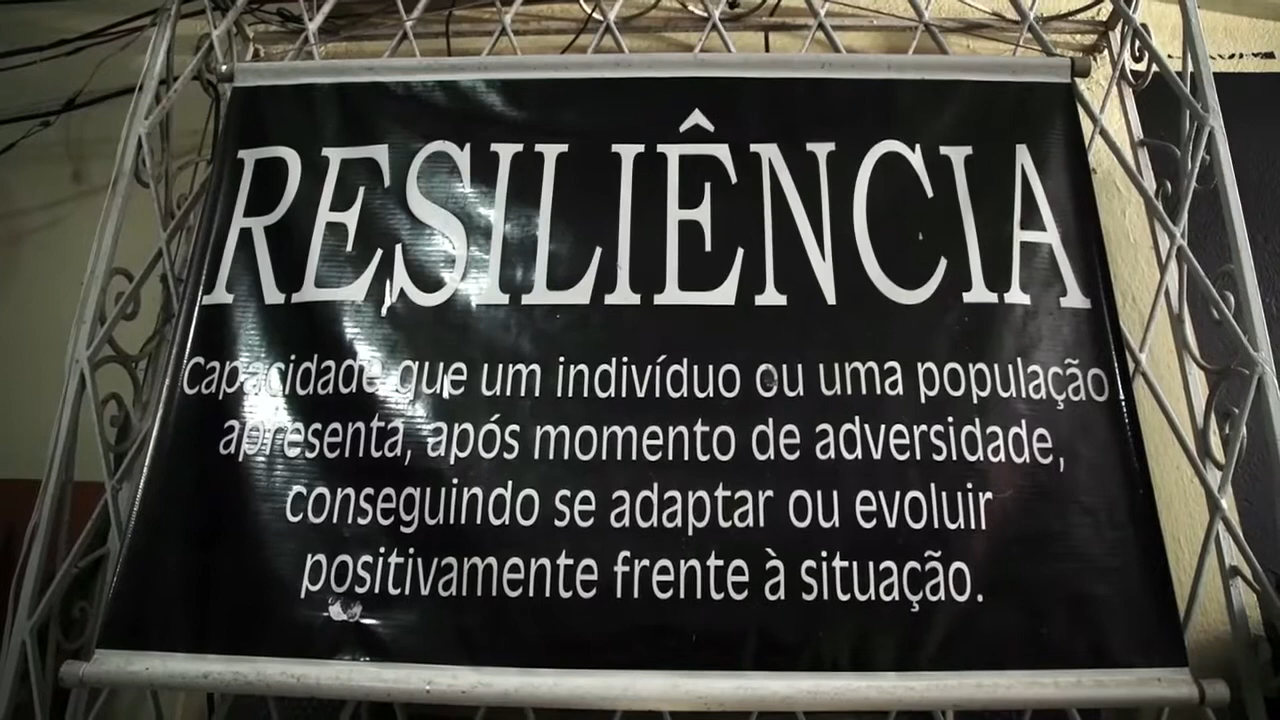 RESILIÊNCIA
Capacidade que um indivíduo ou uma população
apresenta, após momento de adversidade,
conseguindo se adaptar ou evoluir
positivamente frente à situação.